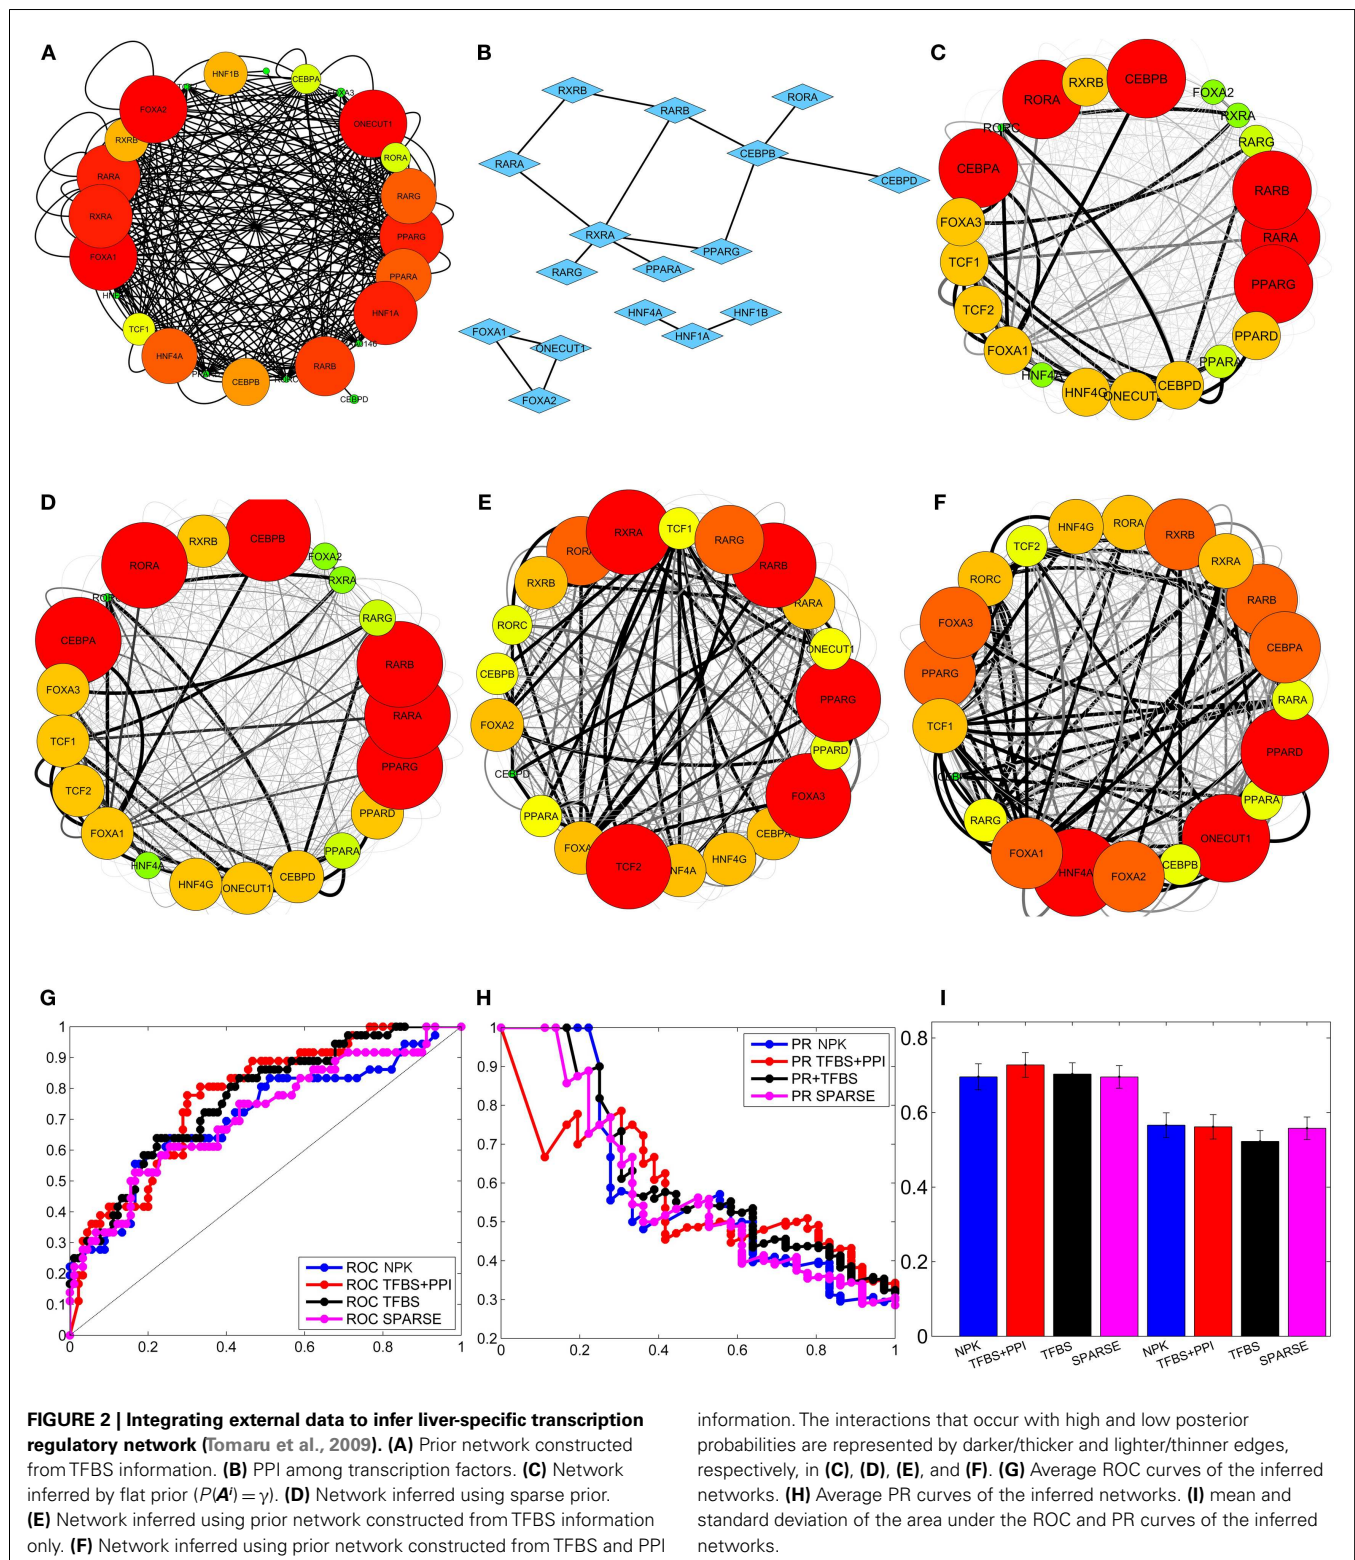 A
HNF1B
CEBPA
FOXA3
FOXA2
ONECUT1
RXRB
RORA
RARA
RARG
RXRA
PPARG
FOXA1
PPARA
HNF1A
TCF1
HNF4A
RARB
CEBPB
RORC
CEBPD
B
RXRB
RARB
RORA
RARA
CEBPB
CEBPD
RXRA
PPARG
RARG
PPARA
HNF4A
HNF1B
HNF1A
FOXA1
ONECUT1
FOXA2
C
RXRB
CEBPB
FOXA2
RORA
RXRA
RORC
RARG
CEBPA
RARB
FOXA3
RARA
TCF1
PPARG
TCF2
PPARD
FOXA1
PPARA
HNF4A
CEBPD
HNF4G
ONECUT
D
RXRB
CEBPB
FOXA2
RORA
RXRA
RORC
RARG
CEBPA
RARB
FOXA3
RARA
TCF1
PPARG
TCF2
PPARD
FOXA1
PPARA
HNF4A
CEBPD
HNF4G
ONECUT1
E
RXRA
TCF1
RARG
RORA
RARB
RXRB
RARA
RORC
ONECUT1
CEBPB
PPARG
FOXA2
PPARD
CEBPD
FOXA3
PPARA
CEBPA
FOXA
HNF4G
TCF2
HNF4A
F
HNF4G
RORA
RXRB
TCF2
RXRA
RORC
RARB
FOXA3
CEBPA
PPARG
RARA
TCF1
PPARD
PPARA
RARG
ONECUT1
FOXA1
CEBPB
HNF4A
FOXA2
G
1
0.9
0.8
0.7
0.6
0.5
0.4
0.3
0.2
0.1
0
0.2
0.4
0.6
0.8
1
ROC NPK
ROC TFBS+PPI
ROC TFBS
ROC SPARSE
H
1
0.9
0.8
0.7
0.6
0.5
0.4
0.3
0.2
0
0.2
0.4
0.6
0.8
1
PR NPK
PR TFBS+PPI
PR+TFBS
PR SPARSE
I
0.8
0.6
0.4
0.2
0
NPK
TFBS+PPI
TFBS
SPARSE
NPK
TFBS+PPI
TFBS
SPARSE
FIGURE 2 | Integrating external data to infer liver-specific transcription
regulatory network (Tomaru et al., 2009). (A) Prior network constructed
from TFBS information. (B) PPI among transcription factors. (C) Network
inferred by flat prior (P(Aⁱ) = γ). (D) Network inferred using sparse prior.
(E) Network inferred using prior network constructed from TFBS information
only. (F) Network inferred using prior network constructed from TFBS and PPI
information. The interactions that occur with high and low posterior
probabilities are represented by darker/thicker and lighter/thinner edges,
respectively, in (C), (D), (E), and (F). (G) Average ROC curves of the inferred
networks. (H) Average PR curves of the inferred networks. (I) mean and
standard deviation of the area under the ROC and PR curves of the inferred
networks.